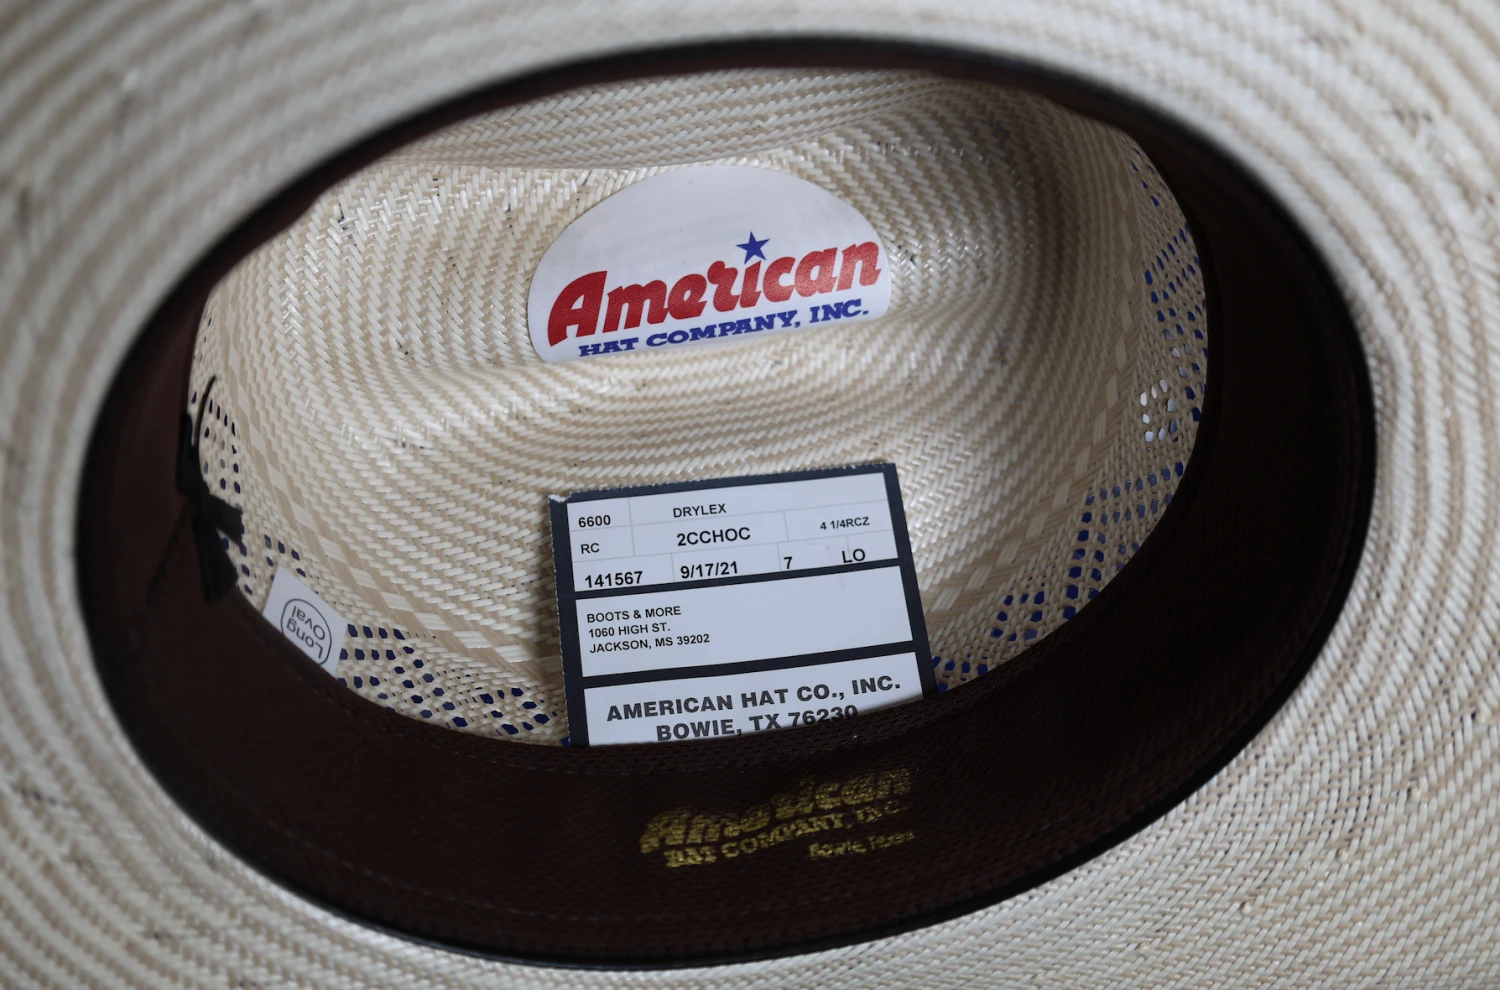 American
HAT COMPANY, INC.
6600 DRYLEX
RC 2CCHOC 4 1/4RCZ
141567 9/17/21 7 LO
BOOTS & MORE
1060 HIGH ST.
JACKSON, MS 39202
AMERICAN HAT CO., INC.
BOWIE, TX 76230
Long
Oval
American
HAT COMPANY, INC.
Bowie, Texas